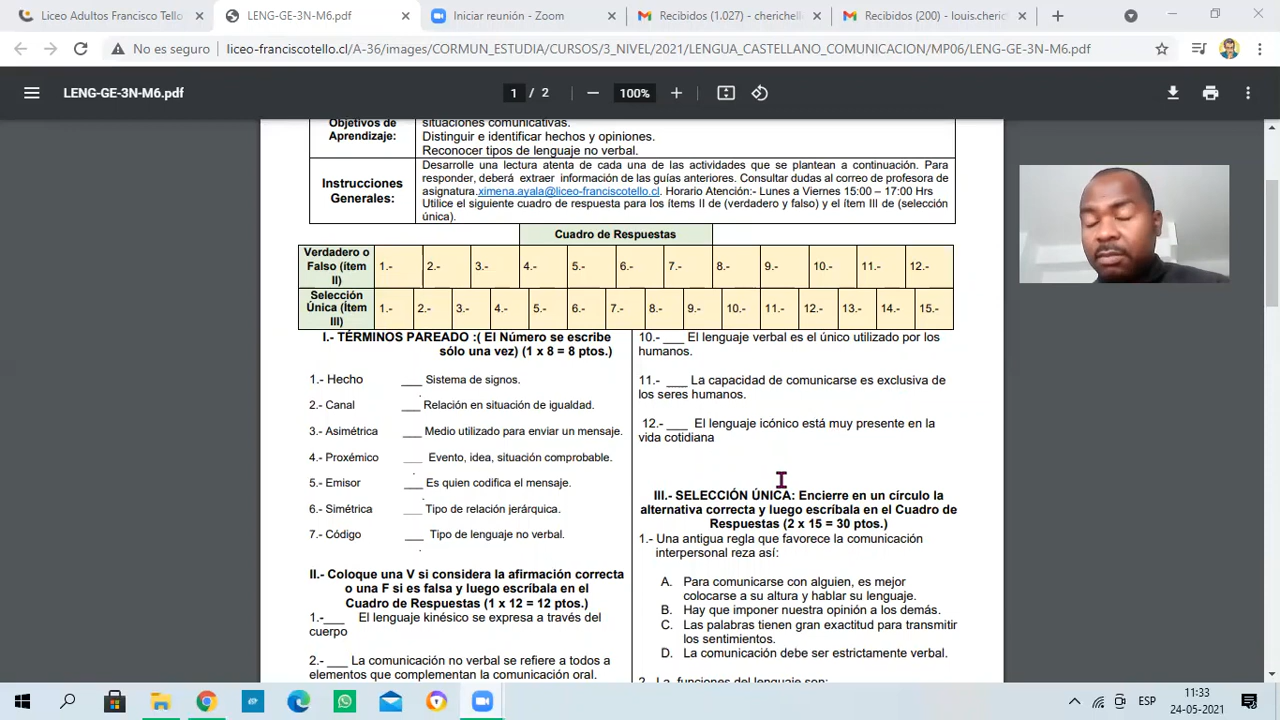 Liceo Adultos Francisco Tello
LENG-GE-3N-M6.pdf
Iniciar reunión - Zoom
Recibidos (1.027) - cherichell
Recibidos (200) - louis.cheric
No es seguro
liceo-franciscotello.cl/A-36/images/CORMUN_ESTUDIA/CURSOS/3_NIVEL/2021/LENGUA_CASTELLANO_COMUNICACION/MP06/LENG-GE-3N-M6.pdf
LENG-GE-3N-M6.pdf
1 / 2
100%
Objetivos de
Aprendizaje:
situaciones comunicativas.
Distinguir e identificar hechos y opiniones.
Reconocer tipos de lenguaje no verbal.
Instrucciones
Generales:
Desarrolle una lectura atenta de cada una de las actividades que se plantean a continuación. Para
responder, deberá extraer información de las guías anteriores. Consultar dudas al correo de profesora de
asignatura.ximena.ayala@liceo-franciscotello.cl. Horario Atención:- Lunes a Viernes 15:00 – 17:00 Hrs
Utilice el siguiente cuadro de respuesta para los ítems II de (verdadero y falso) y el ítem III de (selección
única).
Cuadro de Respuestas
Verdadero o
Falso (ítem
II)
1.- 2.- 3.- 4.- 5.- 6.- 7.- 8.- 9.- 10.- 11.- 12.-
Selección
Única (Ítem
III)
1.- 2.- 3.- 4.- 5.- 6.- 7.- 8.- 9.- 10.- 11.- 12.- 13.- 14.- 15.-
I.- TÉRMINOS PAREADO :( El Número se escribe
sólo una vez) (1 x 8 = 8 ptos.)
1.- Hecho ___ Sistema de signos.
2.- Canal ___ Relación en situación de igualdad.
3.- Asimétrica ___ Medio utilizado para enviar un mensaje.
4.- Proxémico ___ Evento, idea, situación comprobable.
5.- Emisor ___ Es quien codifica el mensaje.
6.- Simétrica ___ Tipo de relación jerárquica.
7.- Código ___ Tipo de lenguaje no verbal.
II.- Coloque una V si considera la afirmación correcta
o una F si es falsa y luego escríbala en el
Cuadro de Respuestas (1 x 12 = 12 ptos.)
1.-___ El lenguaje kinésico se expresa a través del
cuerpo
2.- ___ La comunicación no verbal se refiere a todos a
elementos que complementan la comunicación oral.
10.- ___ El lenguaje verbal es el único utilizado por los
humanos.
11.- ___ La capacidad de comunicarse es exclusiva de
los seres humanos.
12.- ___ El lenguaje icónico está muy presente en la
vida cotidiana
III.- SELECCIÓN ÚNICA: Encierre en un círculo la
alternativa correcta y luego escríbala en el Cuadro de
Respuestas (2 x 15 = 30 ptos.)
1.- Una antigua regla que favorece la comunicación
interpersonal reza así:
A. Para comunicarse con alguien, es mejor
colocarse a su altura y hablar su lenguaje.
B. Hay que imponer nuestra opinión a los demás.
C. Las palabras tienen gran exactitud para transmitir
los sentimientos.
D. La comunicación debe ser estrictamente verbal.
2.- La funciones del lenguaje son:
ESP
11:33
24-05-2021